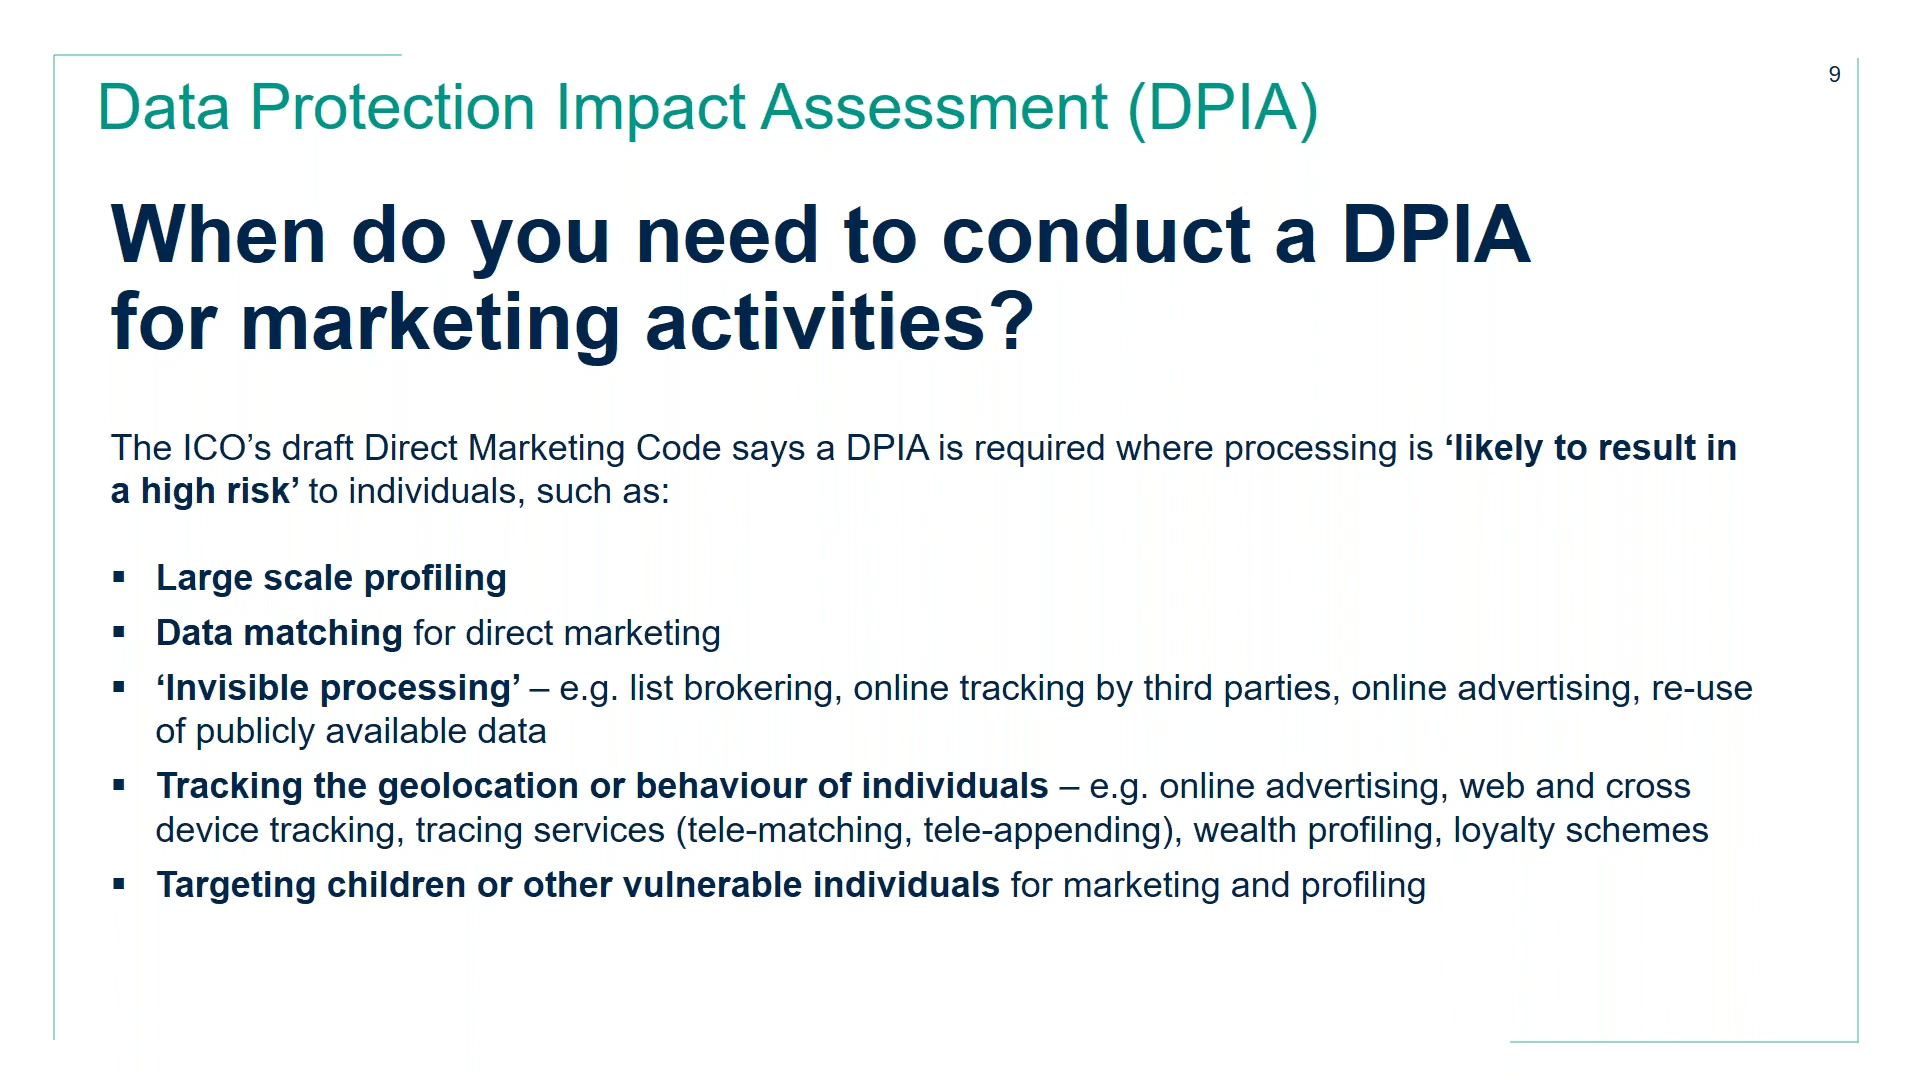 9
Data Protection Impact Assessment (DPIA)
When do you need to conduct a DPIA
for marketing activities?
The ICO’s draft Direct Marketing Code says a DPIA is required where processing is ‘likely to result in
a high risk’ to individuals, such as:
▪ Large scale profiling
▪ Data matching for direct marketing
▪ ‘Invisible processing’ – e.g. list brokering, online tracking by third parties, online advertising, re-use
of publicly available data
▪ Tracking the geolocation or behaviour of individuals – e.g. online advertising, web and cross
device tracking, tracing services (tele-matching, tele-appending), wealth profiling, loyalty schemes
▪ Targeting children or other vulnerable individuals for marketing and profiling